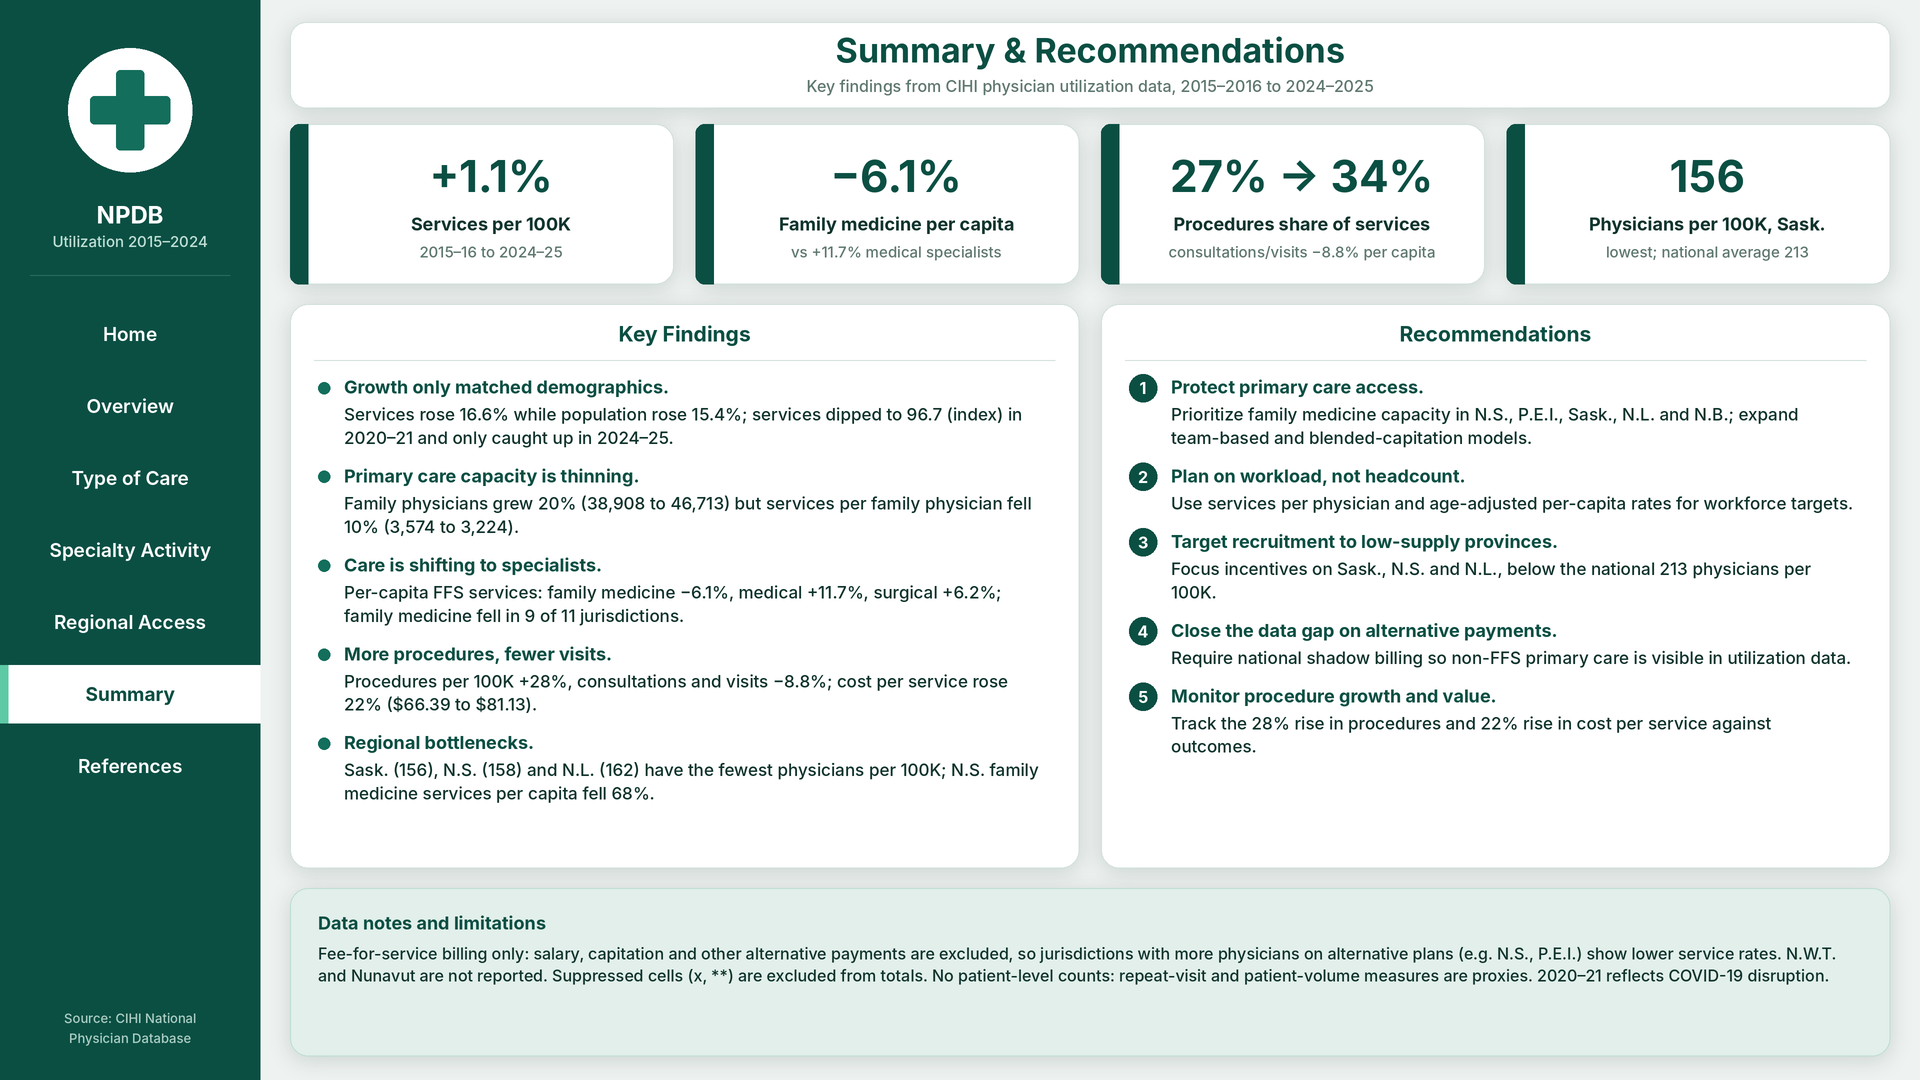 NPDB
Utilization 2015–2024
Home
Overview
Type of Care
Specialty Activity
Regional Access
Summary
References
Source: CIHI National
Physician Database
Summary & Recommendations
Key findings from CIHI physician utilization data, 2015–2016 to 2024–2025
+1.1%
Services per 100K
2015–16 to 2024–25
−6.1%
Family medicine per capita
vs +11.7% medical specialists
27% → 34%
Procedures share of services
consultations/visits −8.8% per capita
156
Physicians per 100K, Sask.
lowest; national average 213
Key Findings
Growth only matched demographics.
Services rose 16.6% while population rose 15.4%; services dipped to 96.7 (index) in
2020–21 and only caught up in 2024–25.
Primary care capacity is thinning.
Family physicians grew 20% (38,908 to 46,713) but services per family physician fell
10% (3,574 to 3,224).
Care is shifting to specialists.
Per-capita FFS services: family medicine −6.1%, medical +11.7%, surgical +6.2%;
family medicine fell in 9 of 11 jurisdictions.
More procedures, fewer visits.
Procedures per 100K +28%, consultations and visits −8.8%; cost per service rose
22% ($66.39 to $81.13).
Regional bottlenecks.
Sask. (156), N.S. (158) and N.L. (162) have the fewest physicians per 100K; N.S. family
medicine services per capita fell 68%.
Recommendations
1 Protect primary care access.
Prioritize family medicine capacity in N.S., P.E.I., Sask., N.L. and N.B.; expand
team-based and blended-capitation models.
2 Plan on workload, not headcount.
Use services per physician and age-adjusted per-capita rates for workforce targets.
3 Target recruitment to low-supply provinces.
Focus incentives on Sask., N.S. and N.L., below the national 213 physicians per
100K.
4 Close the data gap on alternative payments.
Require national shadow billing so non-FFS primary care is visible in utilization data.
5 Monitor procedure growth and value.
Track the 28% rise in procedures and 22% rise in cost per service against
outcomes.
Data notes and limitations
Fee-for-service billing only: salary, capitation and other alternative payments are excluded, so jurisdictions with more physicians on alternative plans (e.g. N.S., P.E.I.) show lower service rates. N.W.T.
and Nunavut are not reported. Suppressed cells (x, **) are excluded from totals. No patient-level counts: repeat-visit and patient-volume measures are proxies. 2020–21 reflects COVID-19 disruption.